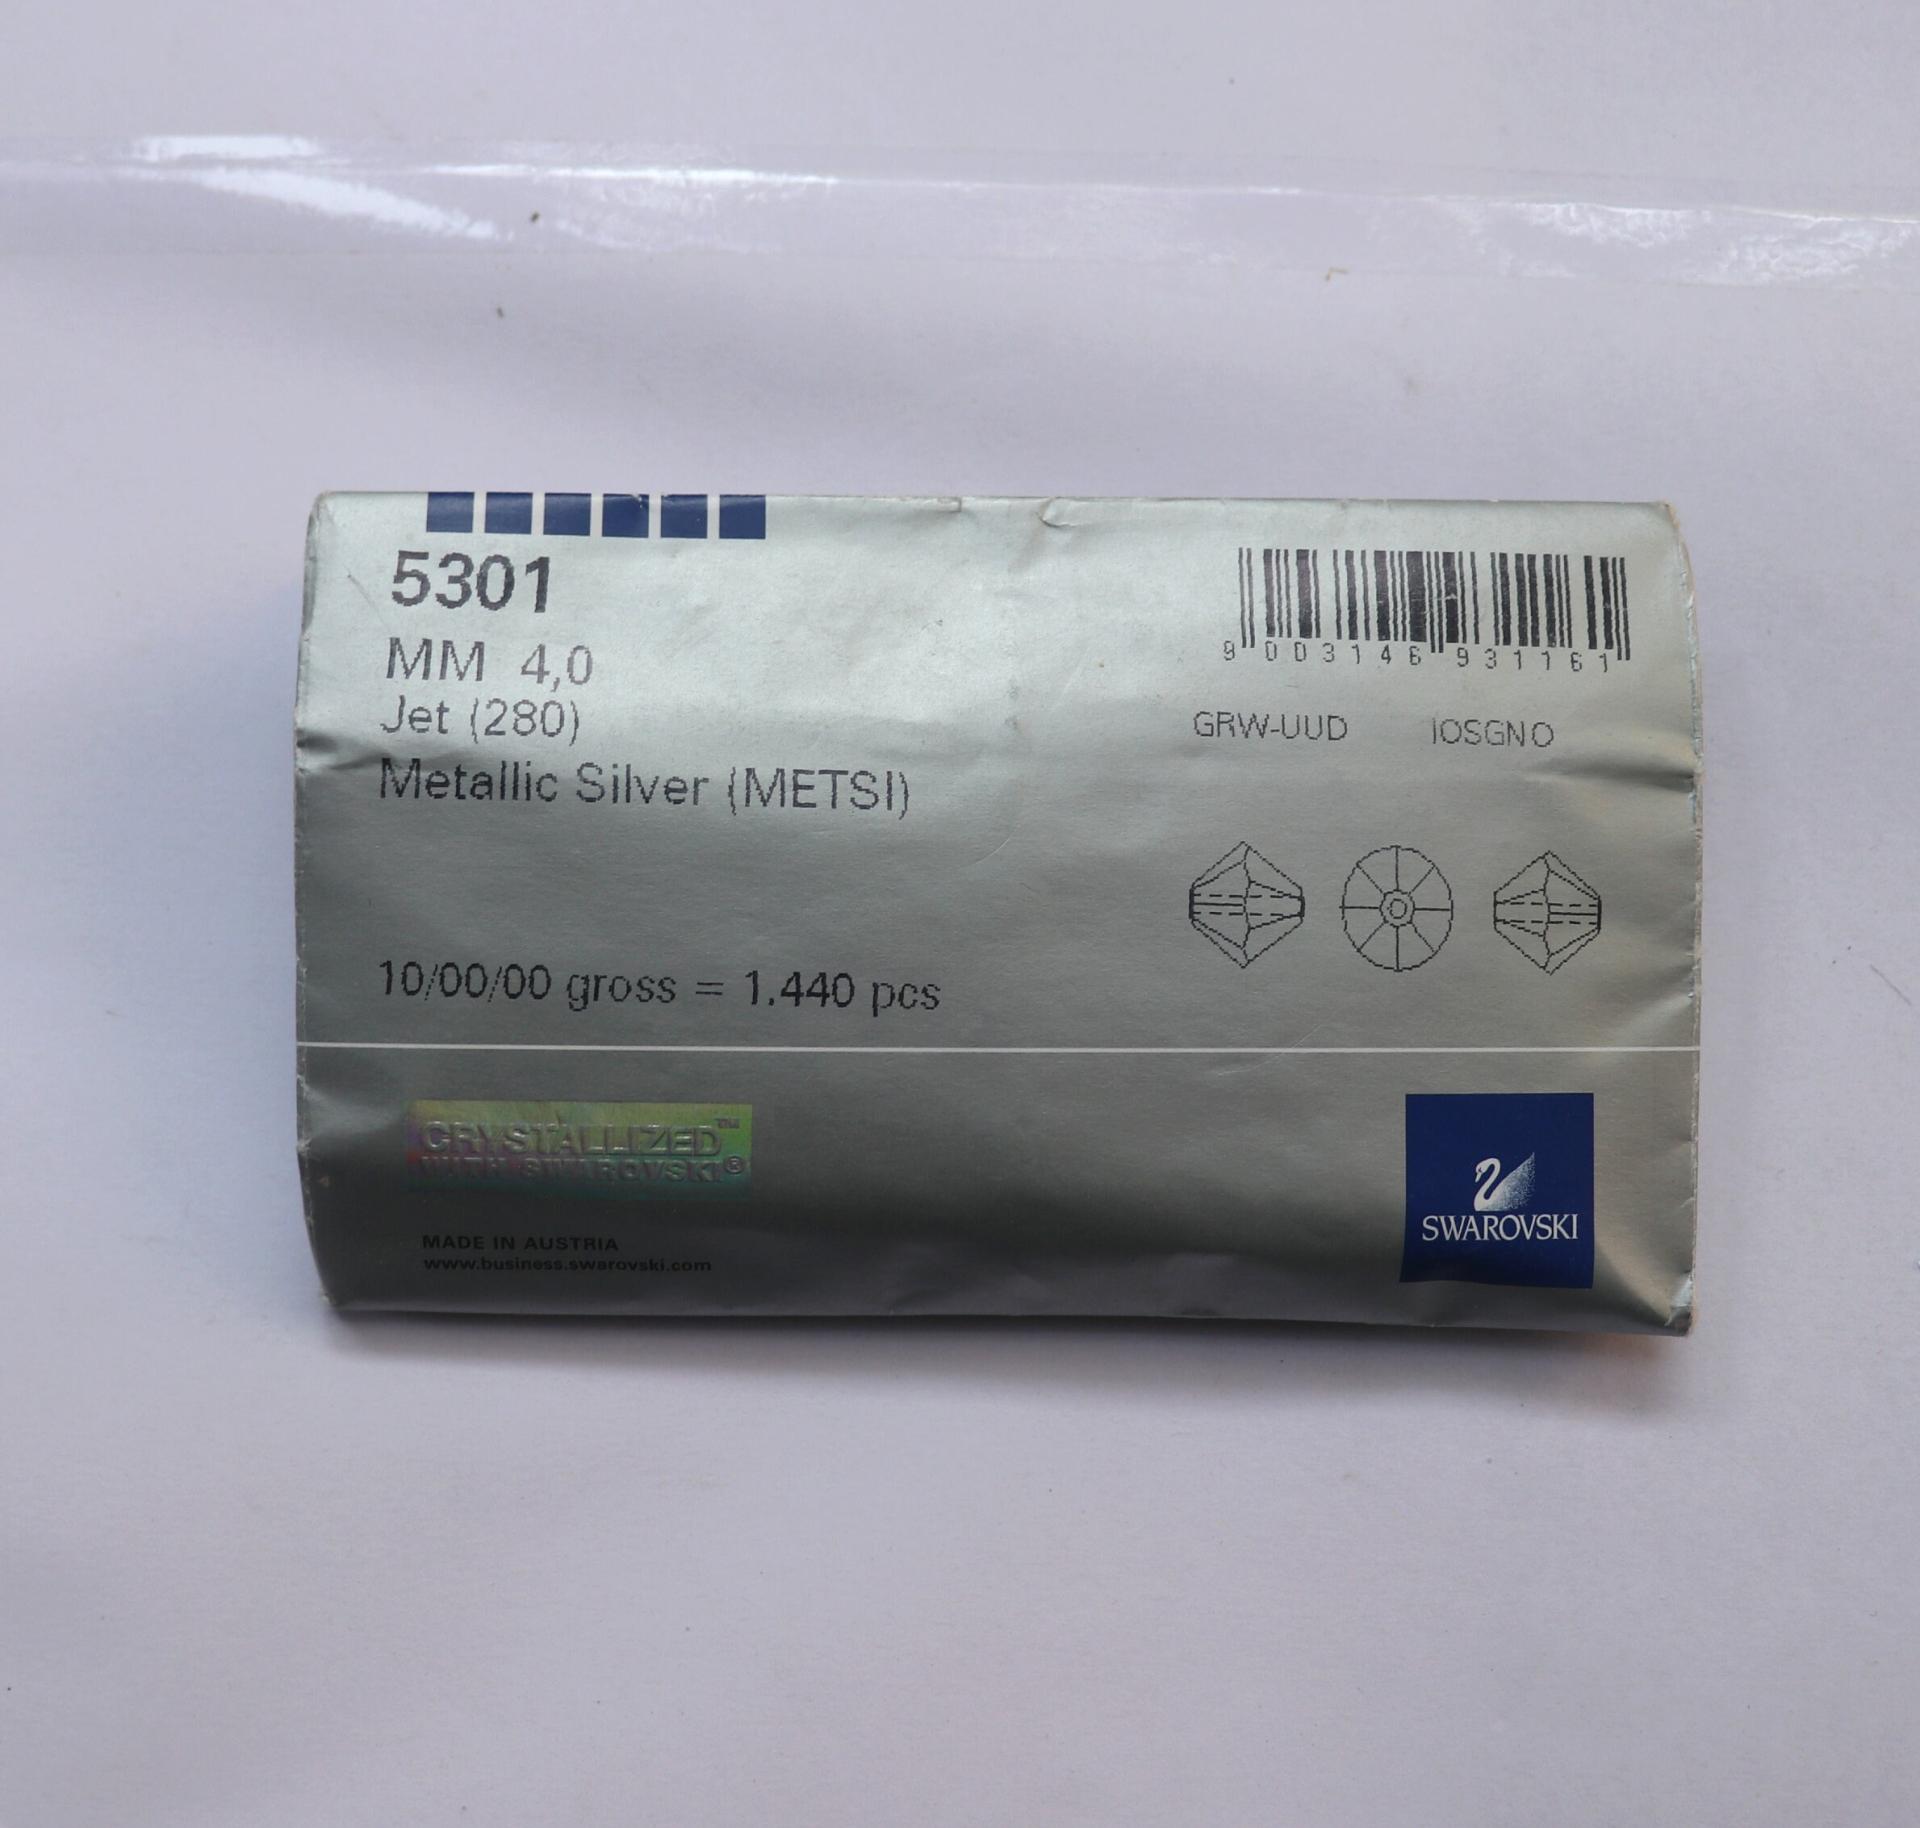 5301
MM 4,0
Jet (280)
Metallic Silver (METSI)
10/00/00 gross = 1.440 pcs
9 003146 931161
GRW-UUD IOSGNO
CRYSTALLIZED™
WITH SWAROVSKI®
MADE IN AUSTRIA
www.business.swarovski.com
SWAROVSKI